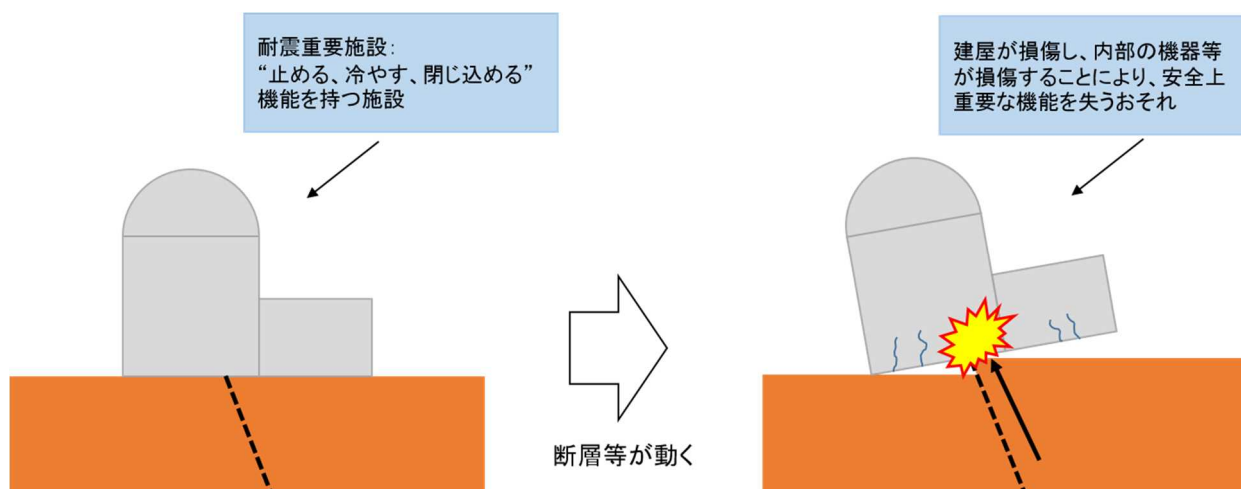 耐震重要施設：
“止める、冷やす、閉じ込める”
機能を持つ施設
建屋が損傷し、内部の機器等
が損傷することにより、安全上
重要な機能を失うおそれ
断層等が動く